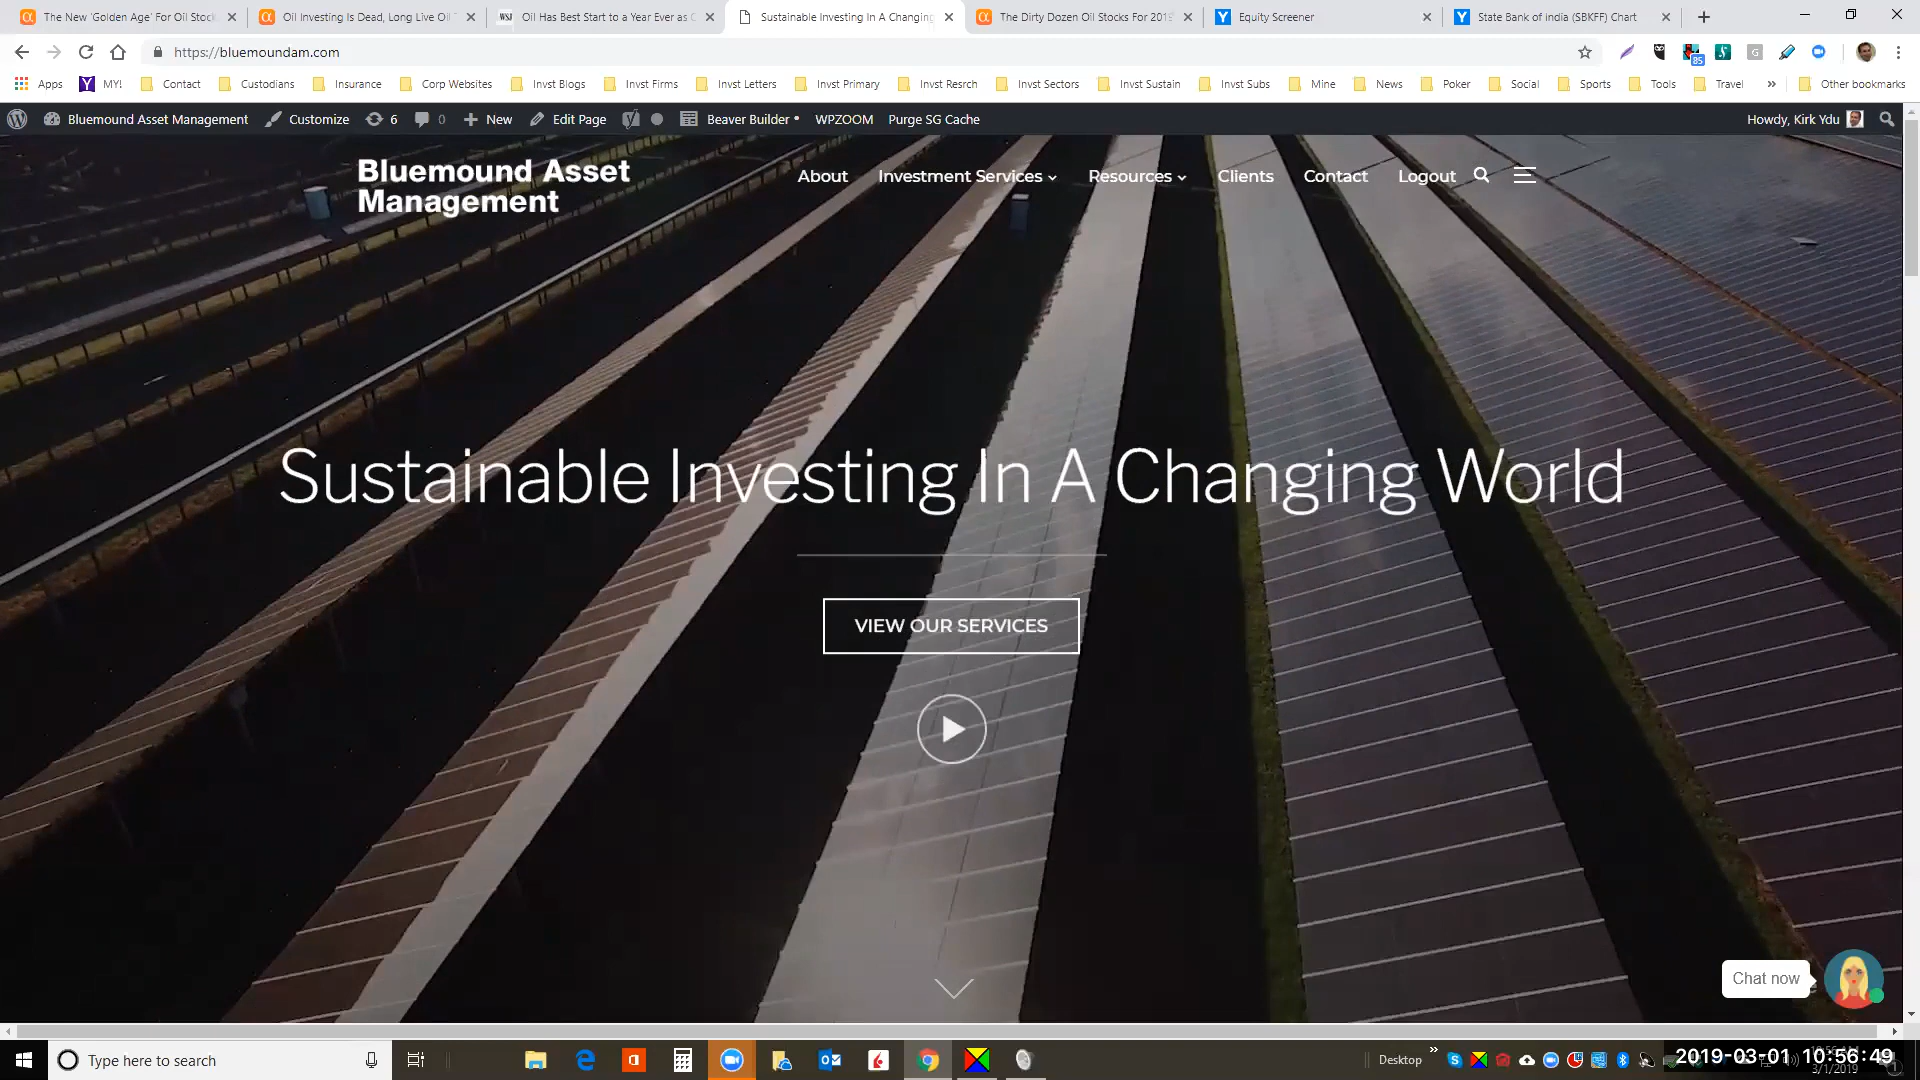 The New 'Golden Age' For Oil Stock
Oil Investing Is Dead, Long Live Oil
WSJ Oil Has Best Start to a Year Ever as
Sustainable Investing In A Changing
The Dirty Dozen Oil Stocks For 2019
Equity Screener
State Bank of india (SBKFF) Chart
https://bluemoundam.com
85
Apps MY! Contact Custodians Insurance Corp Websites Invst Blogs Invst Firms Invst Letters Invst Primary Invst Resrch Invst Sectors Invst Sustain Invst Subs Mine News Poker Social Sports Tools Travel » Other bookmarks
Bluemound Asset Management Customize 6 0 + New Edit Page Beaver Builder • WPZOOM Purge SG Cache Howdy, Kirk Ydu
Bluemound Asset
Management
About Investment Services Resources Clients Contact Logout
Sustainable Investing In A Changing World
VIEW OUR SERVICES
Chat now
Type here to search
Desktop
2019-03-01 10:56:49
3/1/2019